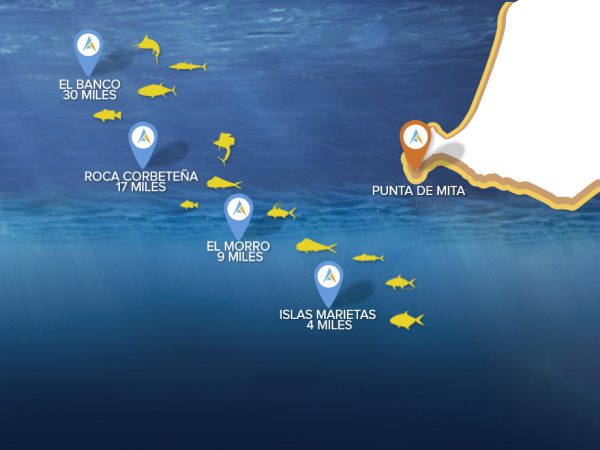 EL BANCO
30 MILES
ROCA CORBETEÑA
17 MILES
PUNTA DE MITA
EL MORRO
9 MILES
ISLAS MARIETAS
4 MILES